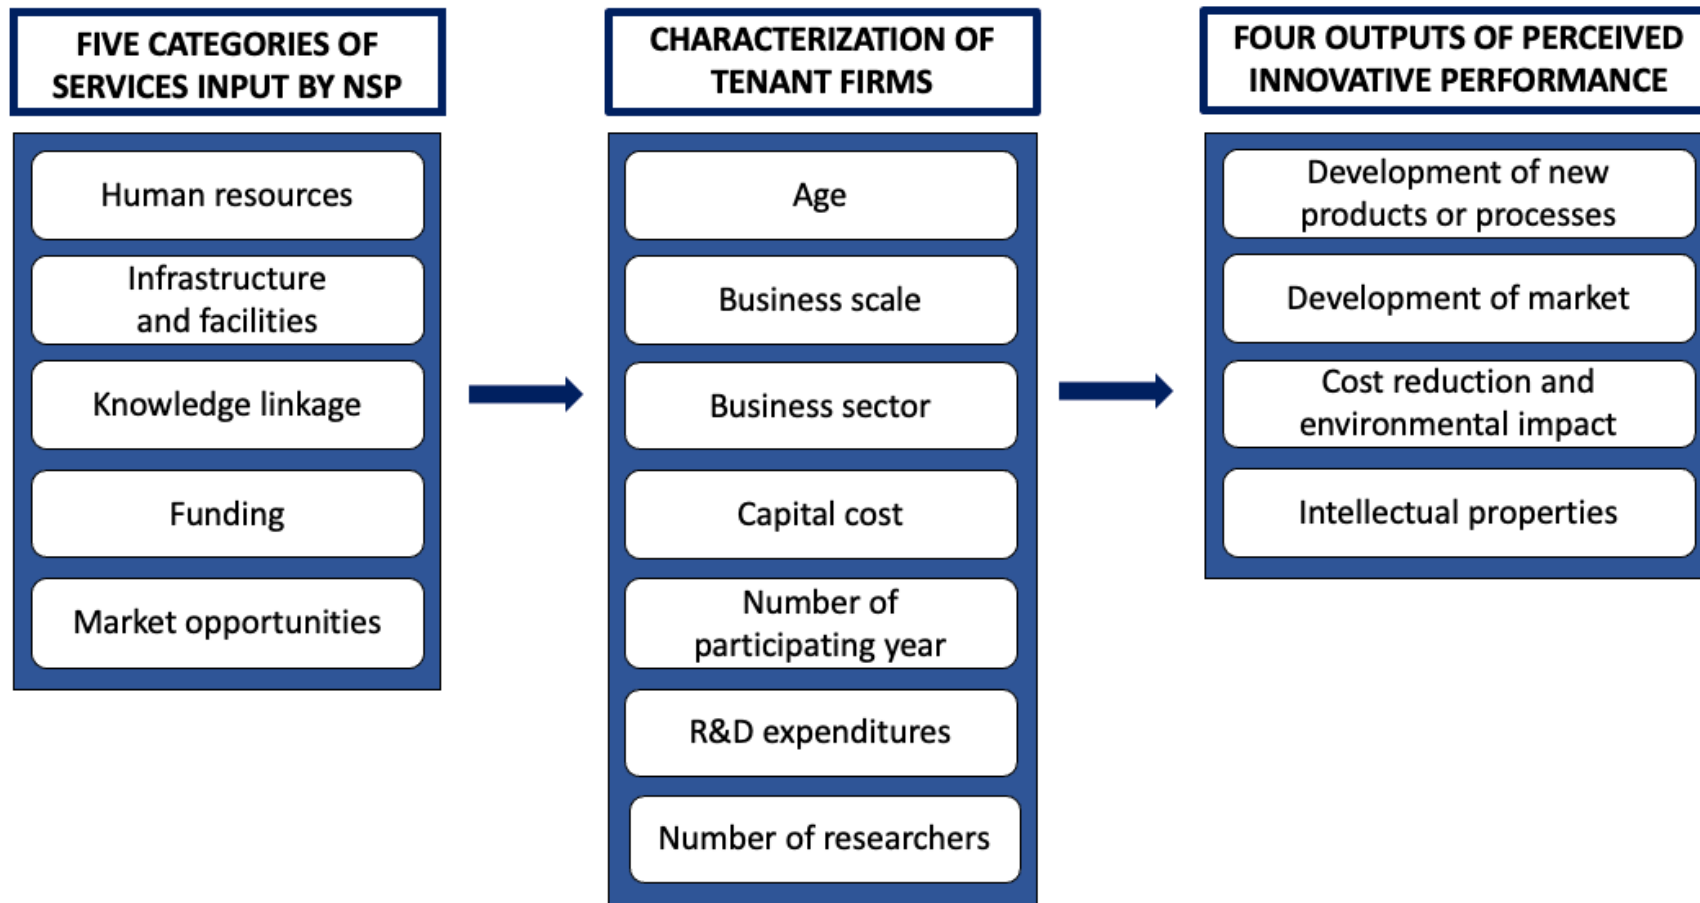 FIVE CATEGORIES OF
SERVICES INPUT BY NSP
Human resources
Infrastructure
and facilities
Knowledge linkage
Funding
Market opportunities
CHARACTERIZATION OF
TENANT FIRMS
Age
Business scale
Business sector
Capital cost
Number of
participating year
R&D expenditures
Number of researchers
FOUR OUTPUTS OF PERCEIVED
INNOVATIVE PERFORMANCE
Development of new
products or processes
Development of market
Cost reduction and
environmental impact
Intellectual properties